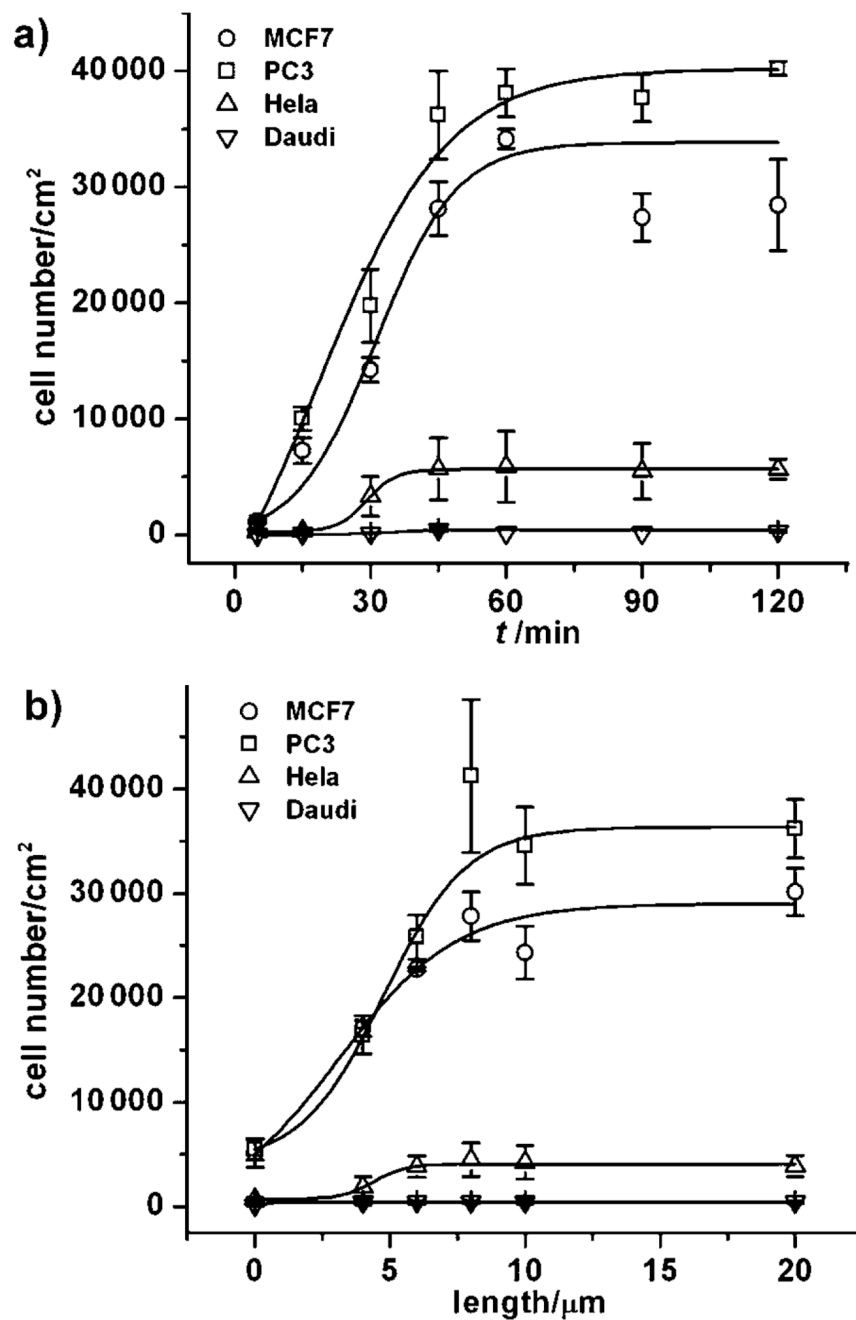 a)
MCF7
PC3
Hela
Daudi
40 000
30 000
20 000
10 000
0
cell number/cm²
0 30 60 90 120
t /min
b)
MCF7
PC3
Hela
Daudi
40 000
30 000
20 000
10 000
0
cell number/cm²
0 5 10 15 20
length/μm